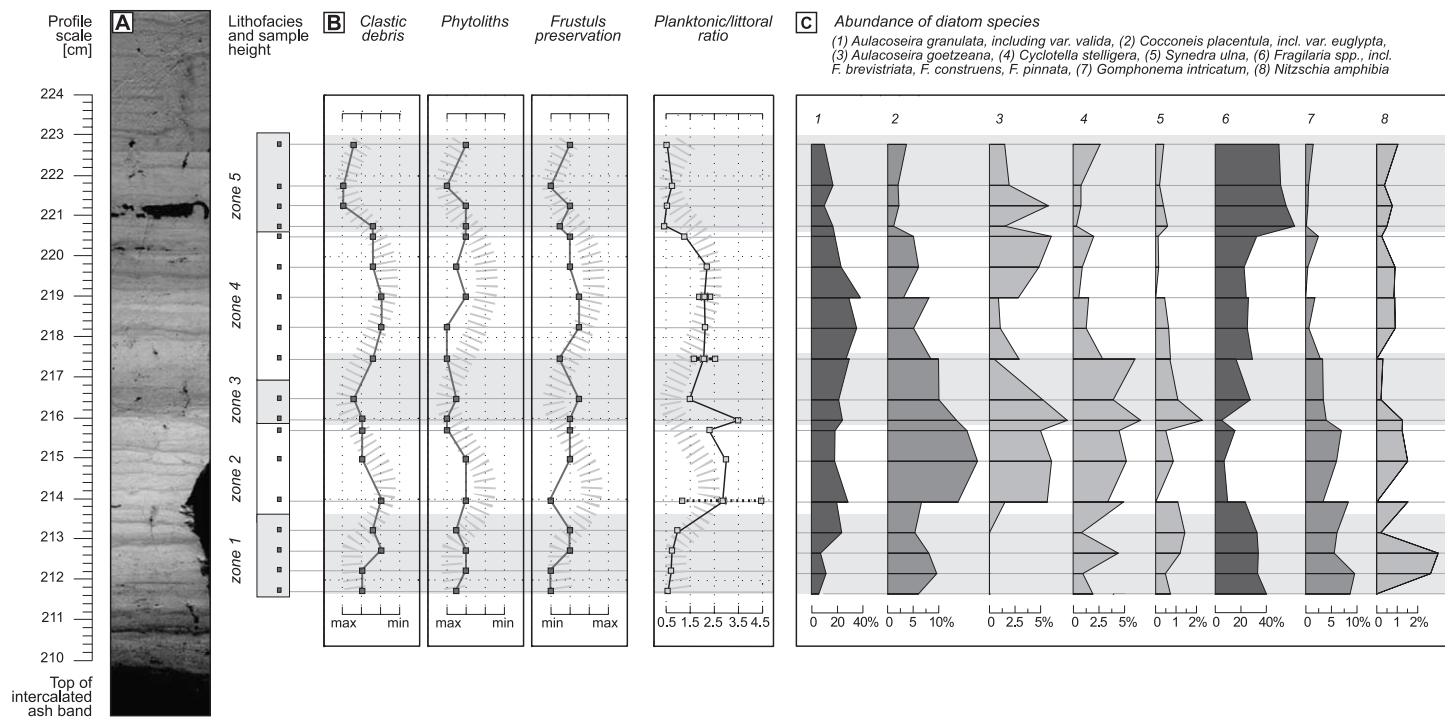 Profile
scale
[cm]
A
Lithofacies
and sample
height
B
Clastic
debris
Phytoliths
Frustuls
preservation
Planktonic/littoral
ratio
C
Abundance of diatom species
(1) Aulacoseira granulata, including var. valida, (2) Cocconeis placentula, incl. var. euglypta,
(3) Aulacoseira goetzeana, (4) Cyclotella stelligera, (5) Synedra ulna, (6) Fragilaria spp., incl.
F. brevistriata, F. construens, F. pinnata, (7) Gomphonema intricatum, (8) Nitzschia amphibia
224
223
222
221
220
219
218
217
216
215
214
213
212
211
210
Top of
intercalated
ash band
zone 5
zone 4
zone 3
zone 2
zone 1
max min
max min
max min
0.5 1.5 2.5 3.5 4.5
1 2 3 4 5 6 7 8
0 20 40%
0 5 10%
0 2.5 5%
0 2.5 5%
0 1 2%
0 20 40%
0 5 10%
0 1 2%